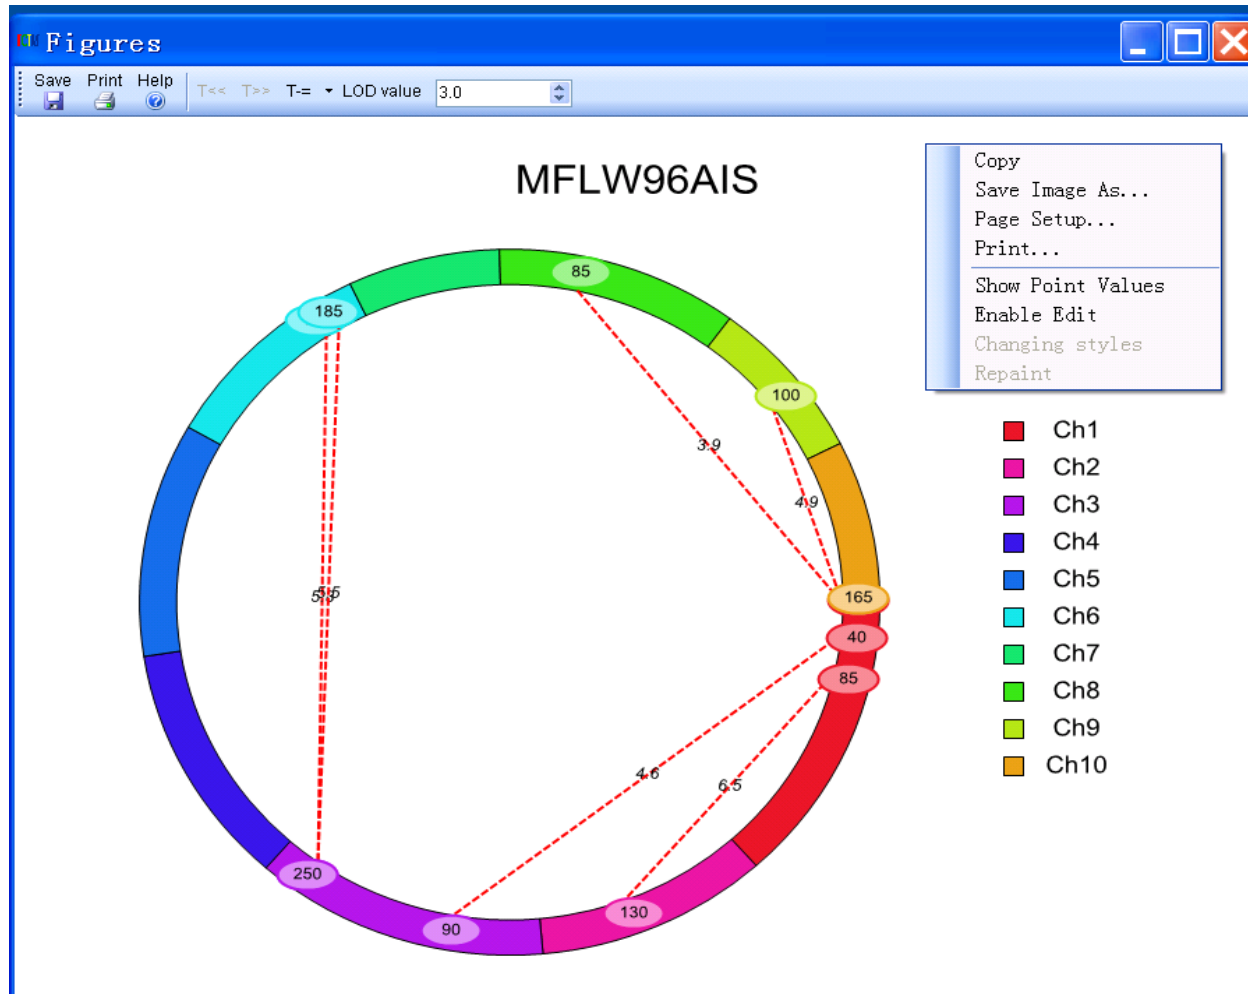 Figures
Save Print Help T<< T>> T-= LOD value 3.0
MFLW96AIS
Copy
Save Image As...
Page Setup...
Print...
Show Point Values
Enable Edit
Changing styles
Repaint
85
185
100
3.9
4.9
165
40
85
4.6
6.5
250
90
130
Ch1
Ch2
Ch3
Ch4
Ch5
Ch6
Ch7
Ch8
Ch9
Ch10